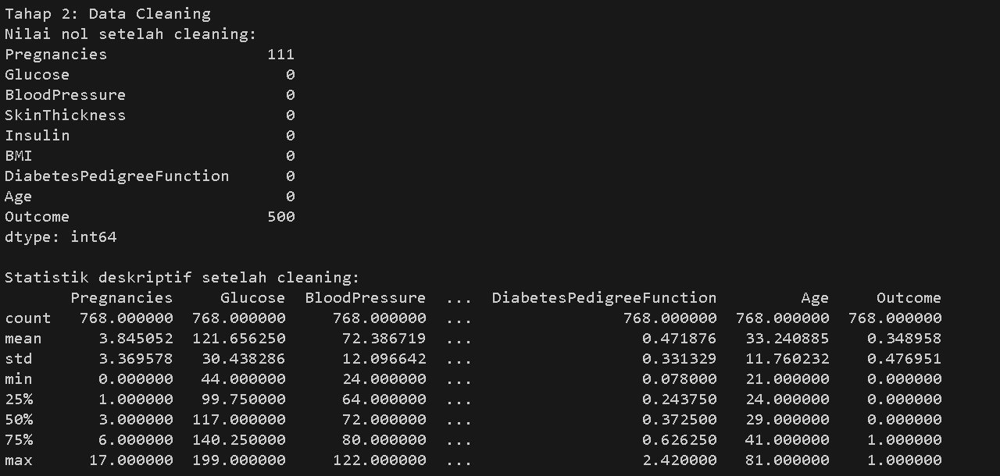 Tahap 2: Data Cleaning
Nilai nol setelah cleaning:
Pregnancies                 111
Glucose                       0
BloodPressure                 0
SkinThickness                 0
Insulin                       0
BMI                           0
DiabetesPedigreeFunction      0
Age                           0
Outcome                     500
dtype: int64

Statistik deskriptif setelah cleaning:
       Pregnancies     Glucose  BloodPressure  ...  DiabetesPedigreeFunction         Age     Outcome
count   768.000000  768.000000     768.000000  ...                768.000000  768.000000  768.000000
mean      3.845052  121.656250      72.386719  ...                  0.471876   33.240885    0.348958
std       3.369578   30.438286      12.096642  ...                  0.331329   11.760232    0.476951
min       0.000000   44.000000      24.000000  ...                  0.078000   21.000000    0.000000
25%       1.000000   99.750000      64.000000  ...                  0.243750   24.000000    0.000000
50%       3.000000  117.000000      72.000000  ...                  0.372500   29.000000    0.000000
75%       6.000000  140.250000      80.000000  ...                  0.626250   41.000000    1.000000
max      17.000000  199.000000     122.000000  ...                  2.420000   81.000000    1.000000